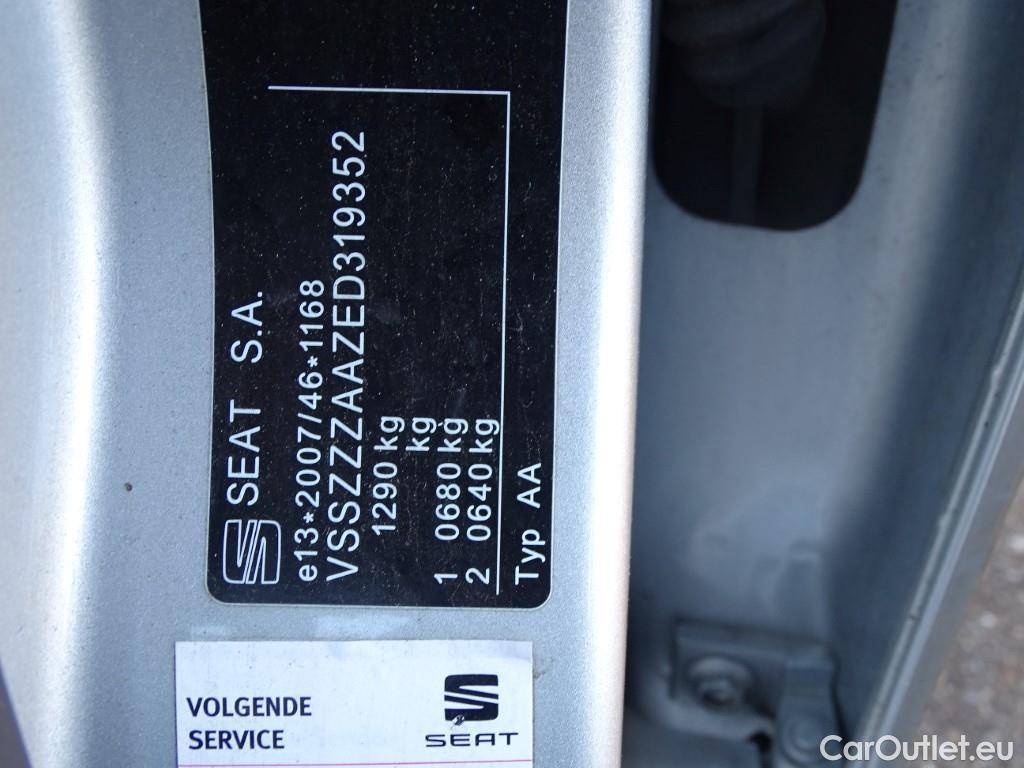 SEAT S.A.
e13*2007/46*1168
VSSZZZAAZED319352
1290 kg
kg
1 0680 kg
2 0640 kg
Typ AA
VOLGENDE
SERVICE
SEAT
CarOutlet.eu